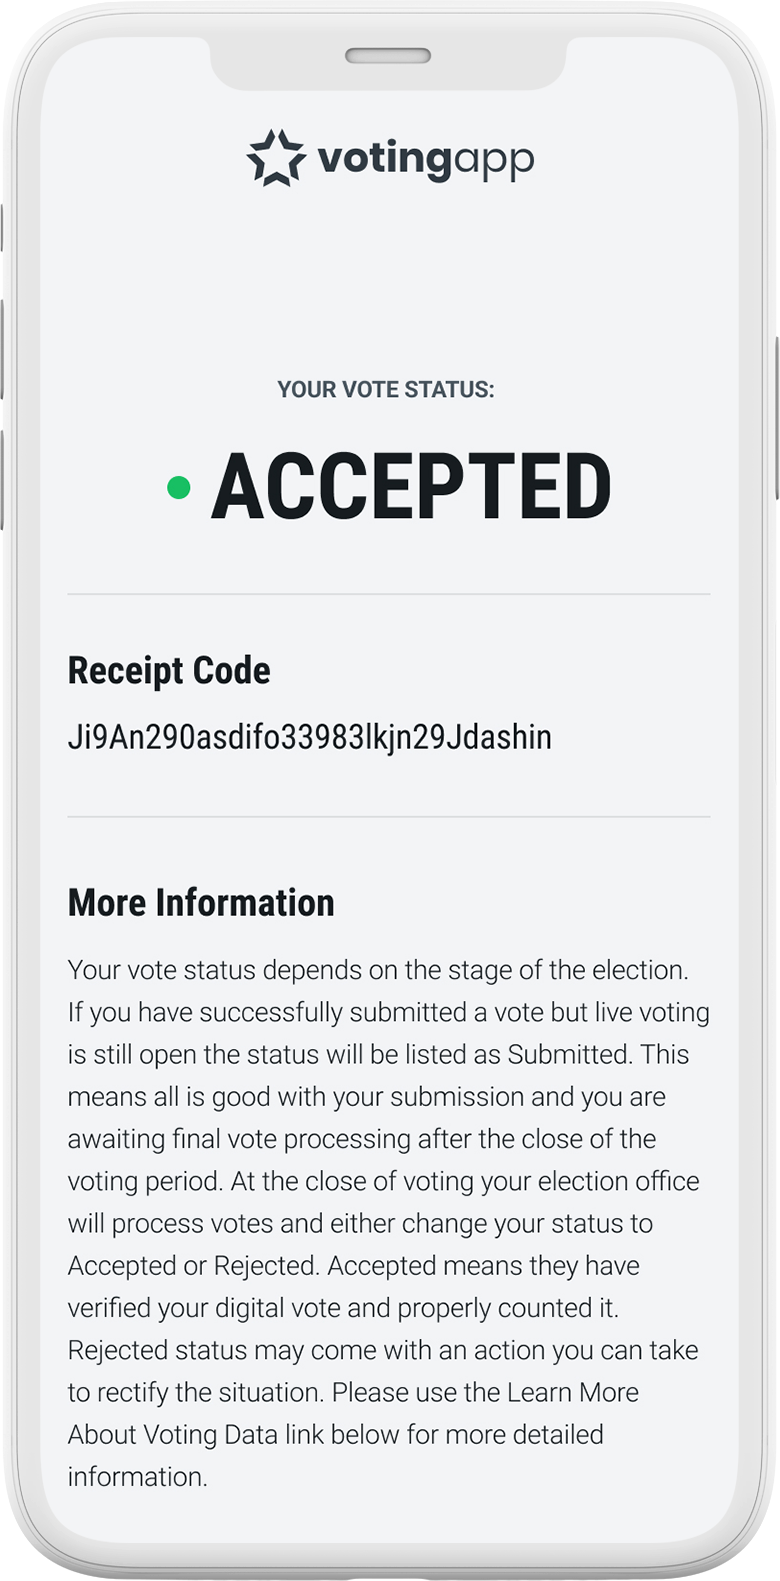 votingapp
YOUR VOTE STATUS:
ACCEPTED
Receipt Code
Ji9An290asdifo33983lkjn29Jdashin
More Information
Your vote status depends on the stage of the election.
If you have successfully submitted a vote but live voting
is still open the status will be listed as Submitted. This
means all is good with your submission and you are
awaiting final vote processing after the close of the
voting period. At the close of voting your election office
will process votes and either change your status to
Accepted or Rejected. Accepted means they have
verified your digital vote and properly counted it.
Rejected status may come with an action you can take
to rectify the situation. Please use the Learn More
About Voting Data link below for more detailed
information.